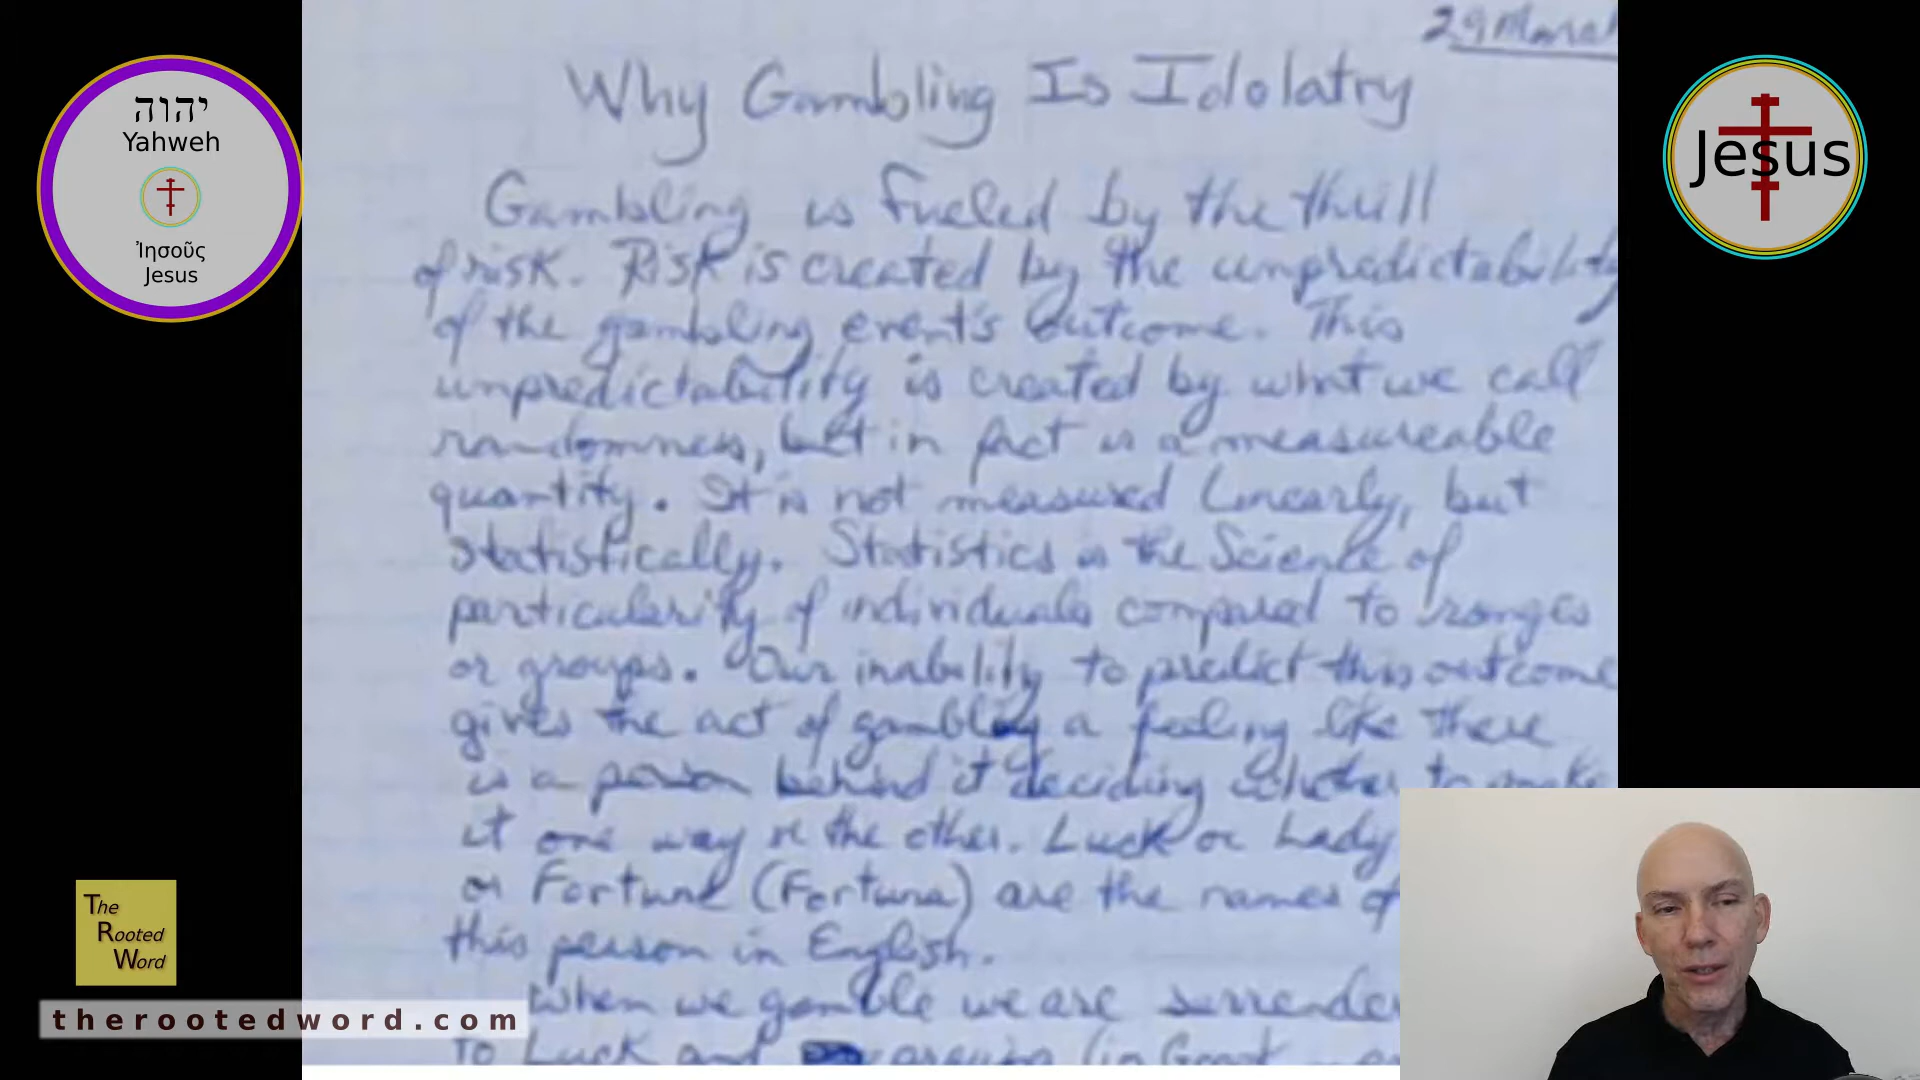 יהוה
Yahweh
Ἰησοῦς
Jesus
Jesus
29 March
Why Gambling Is Idolatry
Gambling is fueled by the thrill
of risk. Risk is created by the unpredictability
of the gambling event's outcome. This
unpredictability is created by what we call
randomness, but in fact is a measureable
quantity. It is not measured linearly, but
statistically. Statistics is the Science of
particularity of individuals compared to ranges
or groups. Our inability to predict this outcome
gives the act of gambling a feeling like there
is a person behind it deciding whether to make
it one way or the other. Luck or Lady
or Fortune (Fortuna) are the names of
this person in English.
When we gamble we are surrender
to Luck and
The
Rooted
Word
therootedword.com